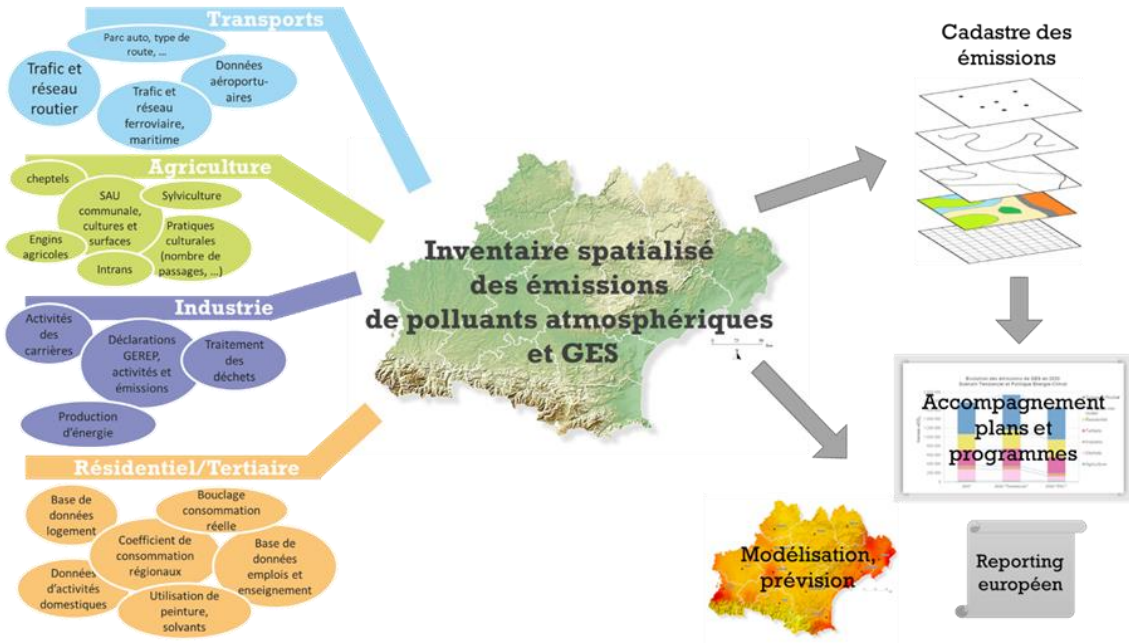 Transports
Parc auto, type de
route, ...
Trafic et
réseau
routier
Données
aéroportu-
aires
Trafic et
réseau
ferroviaire,
maritime
Agriculture
cheptels
SAU
communale,
cultures et
surfaces
Sylviculture
Engins
agricoles
Pratiques
culturales
(nombre de
passages, ...)
Intrans
Industrie
Activités
des
carrières
Déclarations
GEREP,
activités et
émissions
Traitement
des
déchets
Production
d'énergie
Résidentiel/Tertiaire
Base de
données
logement
Bouclage
consommation
réelle
Coefficient de
consommation
régionaux
Base de
données
emplois et
enseignement
Données
d'activités
domestiques
Utilisation de
peinture,
solvants
Inventaire spatialisé
des émissions
de polluants atmosphériques
et GES
Cadastre des
émissions
Accompagnement
plans et
programmes
Modélisation,
prévision
Reporting
européen